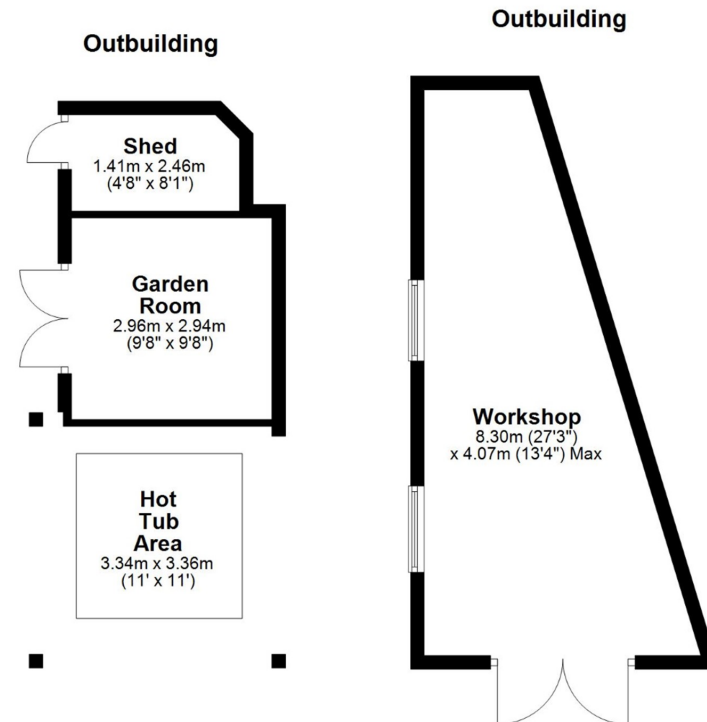 Outbuilding
Shed
1.41m x 2.46m
(4'8" x 8'1")
Garden
Room
2.96m x 2.94m
(9'8" x 9'8")
Hot
Tub
Area
3.34m x 3.36m
(11' x 11')
Outbuilding
Workshop
8.30m (27'3")
x 4.07m (13'4") Max